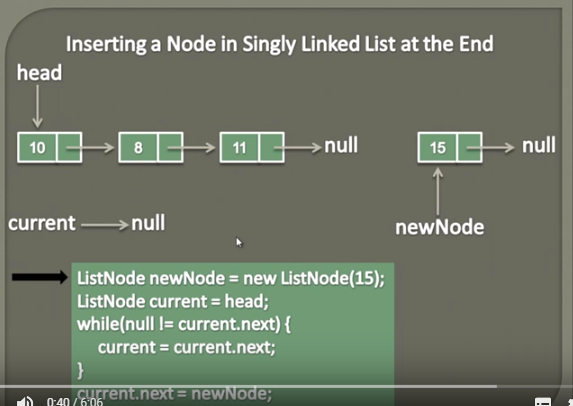 Inserting a Node in Singly Linked List at the End
head
10 8 11 null 15 null
current null
newNode
ListNode newNode = new ListNode(15);
ListNode current = head;
while(null != current.next) {
current = current.next;
}
current.next = newNode;
0:40 / 6:06